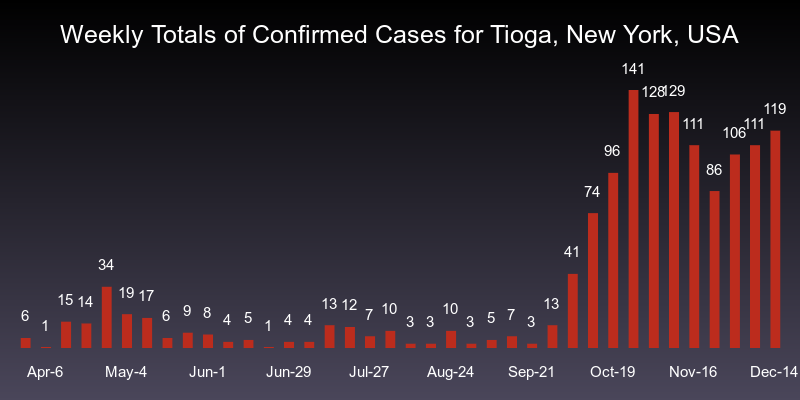 Weekly Totals of Confirmed Cases for Tioga, New York, USA
6 1 15 14 34 19 17 6 9 8 4 5 1 4 4 13 12 7 10 3 3 10 3 5 7 3 13 41 74 96 141 128 129 111 86 106 111 119
Apr-6 May-4 Jun-1 Jun-29 Jul-27 Aug-24 Sep-21 Oct-19 Nov-16 Dec-14